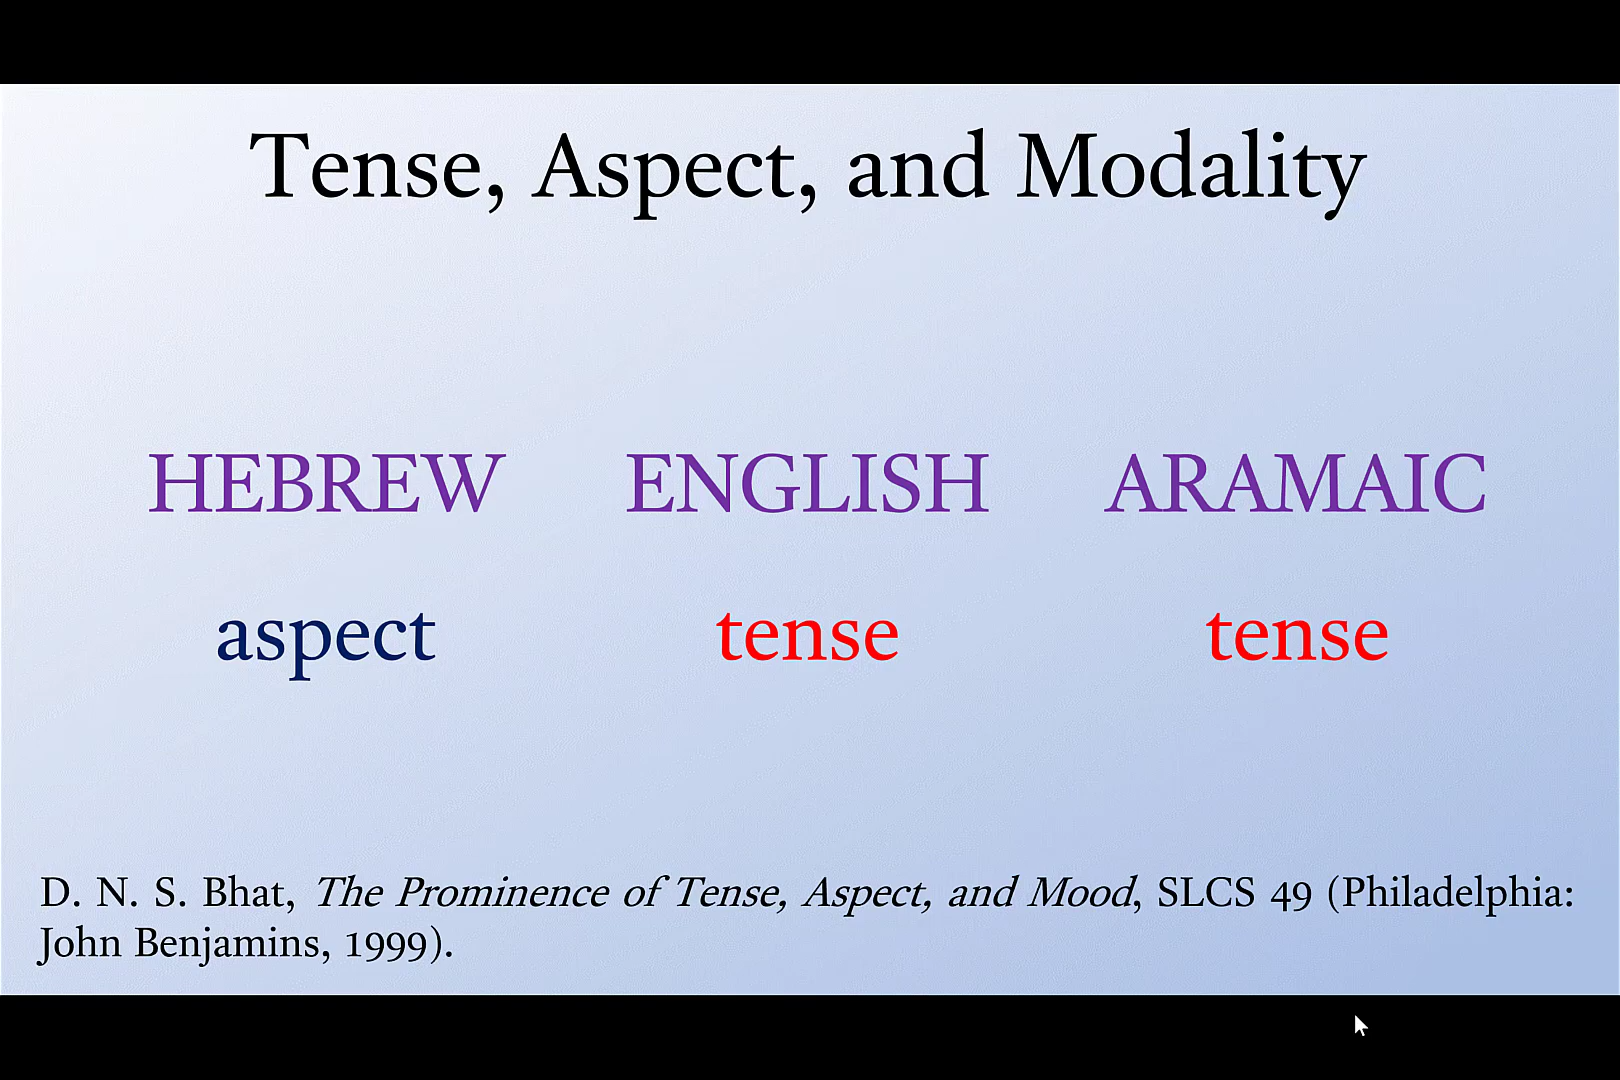 Tense, Aspect, and Modality
HEBREW ENGLISH ARAMAIC
aspect tense tense
D. N. S. Bhat, The Prominence of Tense, Aspect, and Mood, SLCS 49 (Philadelphia:
John Benjamins, 1999).